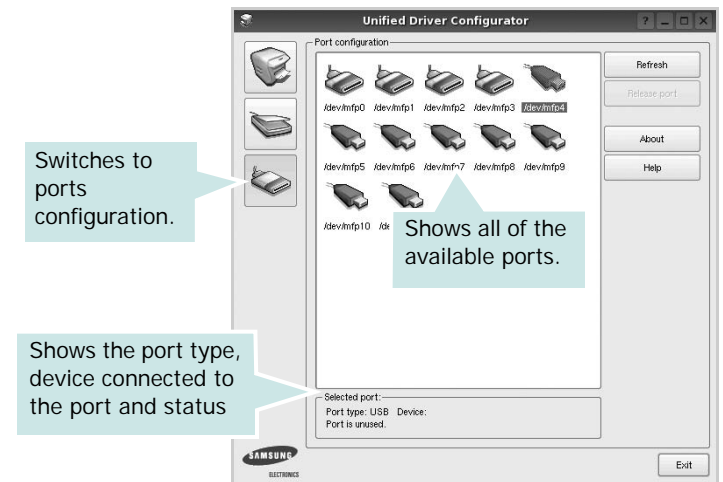 Unified Driver Configurator
Port configuration
/dev/mfp0 /dev/mfp1 /dev/mfp2 /dev/mfp3 /dev/mfp4
/dev/mfp5 /dev/mfp6 /dev/mfp7 /dev/mfp8 /dev/mfp9
/dev/mfp10
Refresh
Release port
About
Help
Switches to
ports
configuration.
Shows all of the
available ports.
Shows the port type,
device connected to
the port and status
Selected port:
Port type: USB Device:
Port is unused.
SAMSUNG
ELECTRONICS
Exit